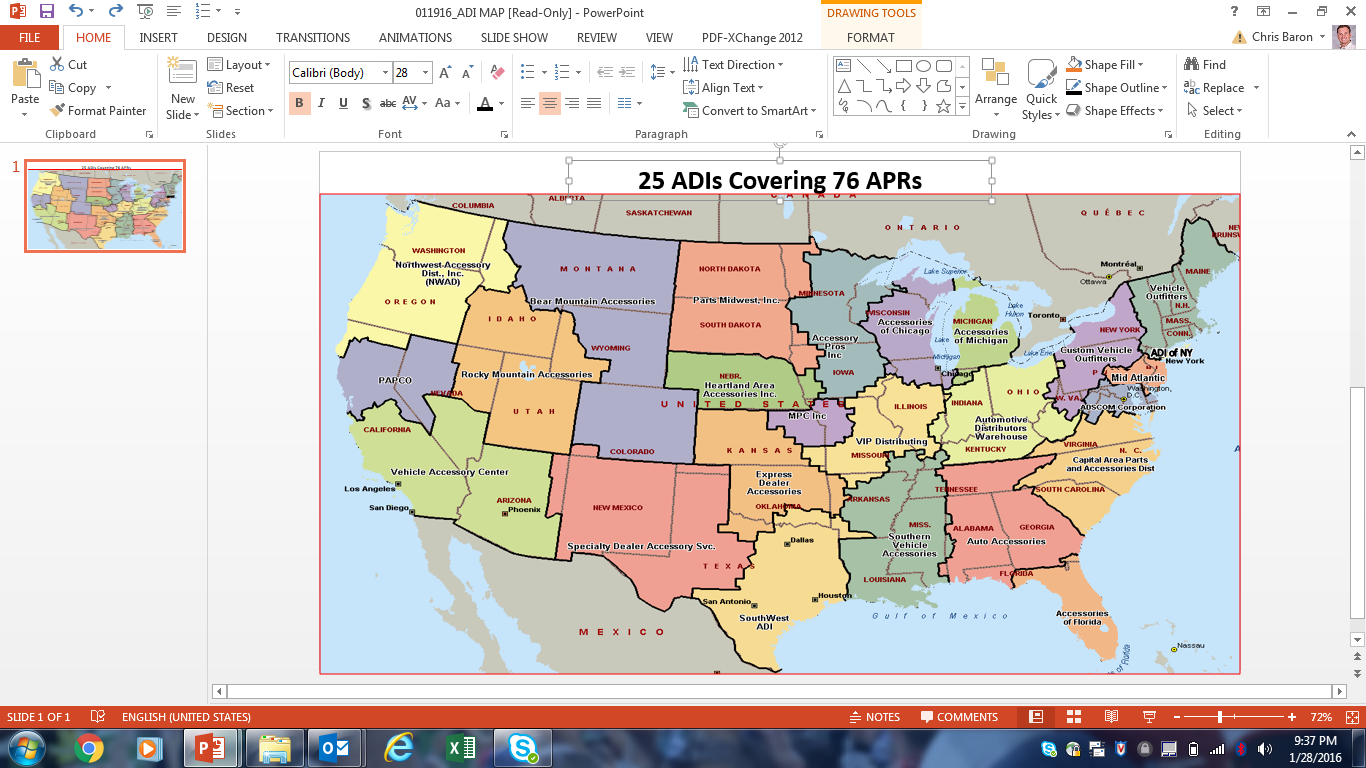 011916_ADI MAP [Read-Only] - PowerPoint
DRAWING TOOLS
FILE HOME INSERT DESIGN TRANSITIONS ANIMATIONS SLIDE SHOW REVIEW VIEW PDF-XChange 2012 FORMAT
Chris Baron
Paste
Cut
Copy
Format Painter
Clipboard
New
Slide
Layout
Reset
Section
Slides
Calibri (Body) 28
Font
Text Direction
Align Text
Convert to SmartArt
Paragraph
Arrange
Quick
Styles
Shape Fill
Shape Outline
Shape Effects
Drawing
Find
Replace
Select
Editing
1
25 ADIs Covering 76 APRs
COLUMBIA
ALBERTA
SASKATCHEWAN
CANADA
ONTARIO
QUÉBEC
WASHINGTON
Northwest Accessory
Dist., Inc.
(NWAD)
OREGON
MONTANA
Bear Mountain Accessories
IDAHO
WYOMING
Rocky Mountain Accessories
UTAH
COLORADO
PAPCO
NEVADA
CALIFORNIA
Vehicle Accessory Center
ARIZONA
Phoenix
Los Angeles
San Diego
NORTH DAKOTA
Parts Midwest, Inc.
SOUTH DAKOTA
NEBR.
Heartland Area
Accessories Inc.
UNITED STATES
MPC Inc
KANSAS
Express
Dealer
Accessories
OKLAHOMA
NEW MEXICO
Specialty Dealer Accessory Svc.
TEXAS
Dallas
San Antonio
Houston
SouthWest
ADI
MEXICO
MINNESOTA
Accessory
Pros
Inc
IOWA
WISCONSIN
Accessories
of Chicago
Chicago
Lake Superior
Lake
Michigan
Lake
Huron
Lake Erie
MICHIGAN
Accessories
of Michigan
ILLINOIS
VIP Distributing
MISSOURI
INDIANA
OHIO
Automotive
Distributors
Warehouse
KENTUCKY
ARKANSAS
TENNESSEE
MISS.
Southern
Vehicle
Accessories
LOUISIANA
ALABAMA
GEORGIA
Auto Accessories
FLORIDA
Accessories
of Florida
Gulf of Mexico
Nassau
Montréal
Ottawa
Toronto
MAINE
Vehicle
Outfitters
N.H.
MASS.
CONN.
NEW YORK
ADI of NY
New York
Custom Vehicle
Outfitters
Mid Atlantic
Washington,
D.C.
W. VA
ADSCOM Corporation
VIRGINIA
N. C.
Capital Area Parts
and Accessories Dist
SOUTH CAROLINA
SLIDE 1 OF 1 ENGLISH (UNITED STATES) NOTES COMMENTS 72%
9:37 PM
1/28/2016